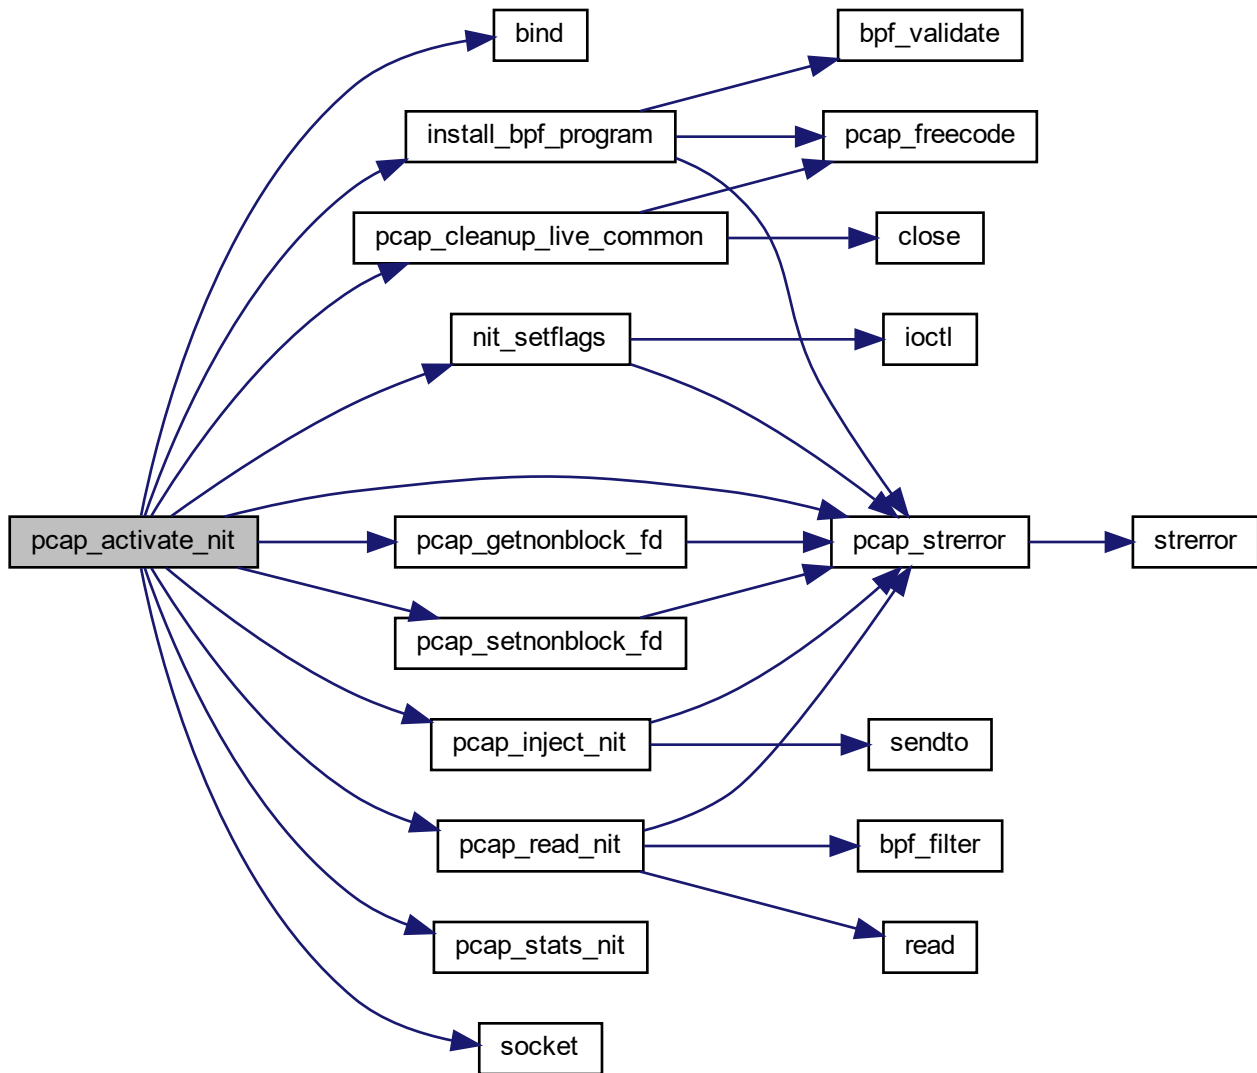 bind
bpf_validate
install_bpf_program
pcap_freecode
pcap_cleanup_live_common
close
nit_setflags
ioctl
pcap_activate_nit
pcap_getnonblock_fd
pcap_strerror
strerror
pcap_setnonblock_fd
pcap_inject_nit
sendto
pcap_read_nit
bpf_filter
pcap_stats_nit
read
socket